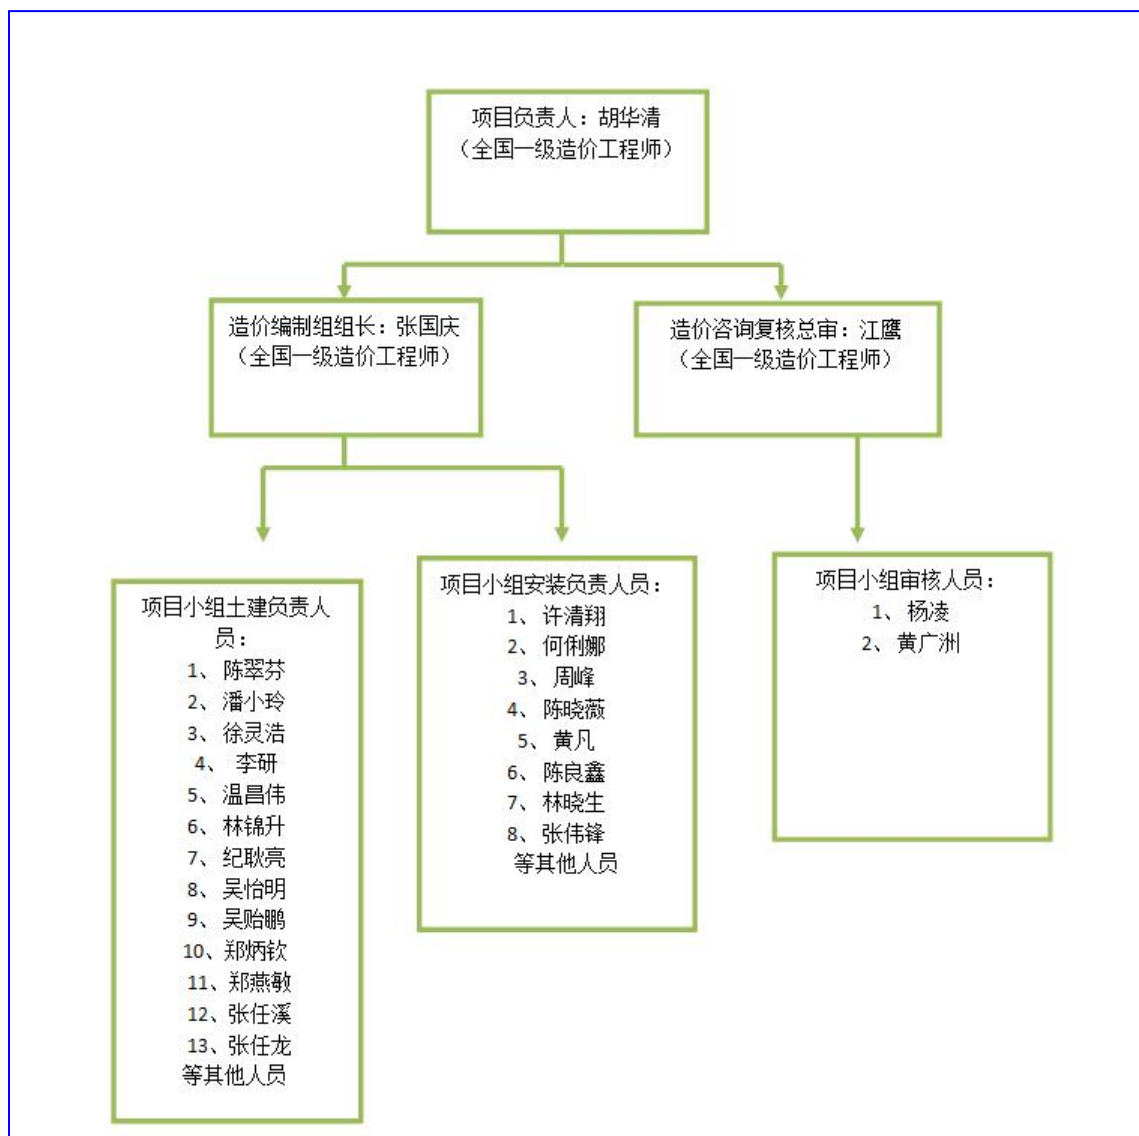 项目负责人：胡华清
（全国一级造价工程师）
造价编制组组长：张国庆
（全国一级造价工程师）
造价咨询复核总审：江鹰
（全国一级造价工程师）
项目小组土建负责人
员：
1、陈翠芬
2、潘小玲
3、徐灵浩
4、李研
5、温昌伟
6、林锦升
7、纪耿亮
8、吴怡明
9、吴贻鹏
10、郑炳钦
11、郑燕敏
12、张任溪
13、张任龙
等其他人员
项目小组安装负责人员：
1、许清翔
2、何俐娜
3、周峰
4、陈晓薇
5、黄凡
6、陈良鑫
7、林晓生
8、张伟锋
等其他人员
项目小组审核人员：
1、杨凌
2、黄广洲